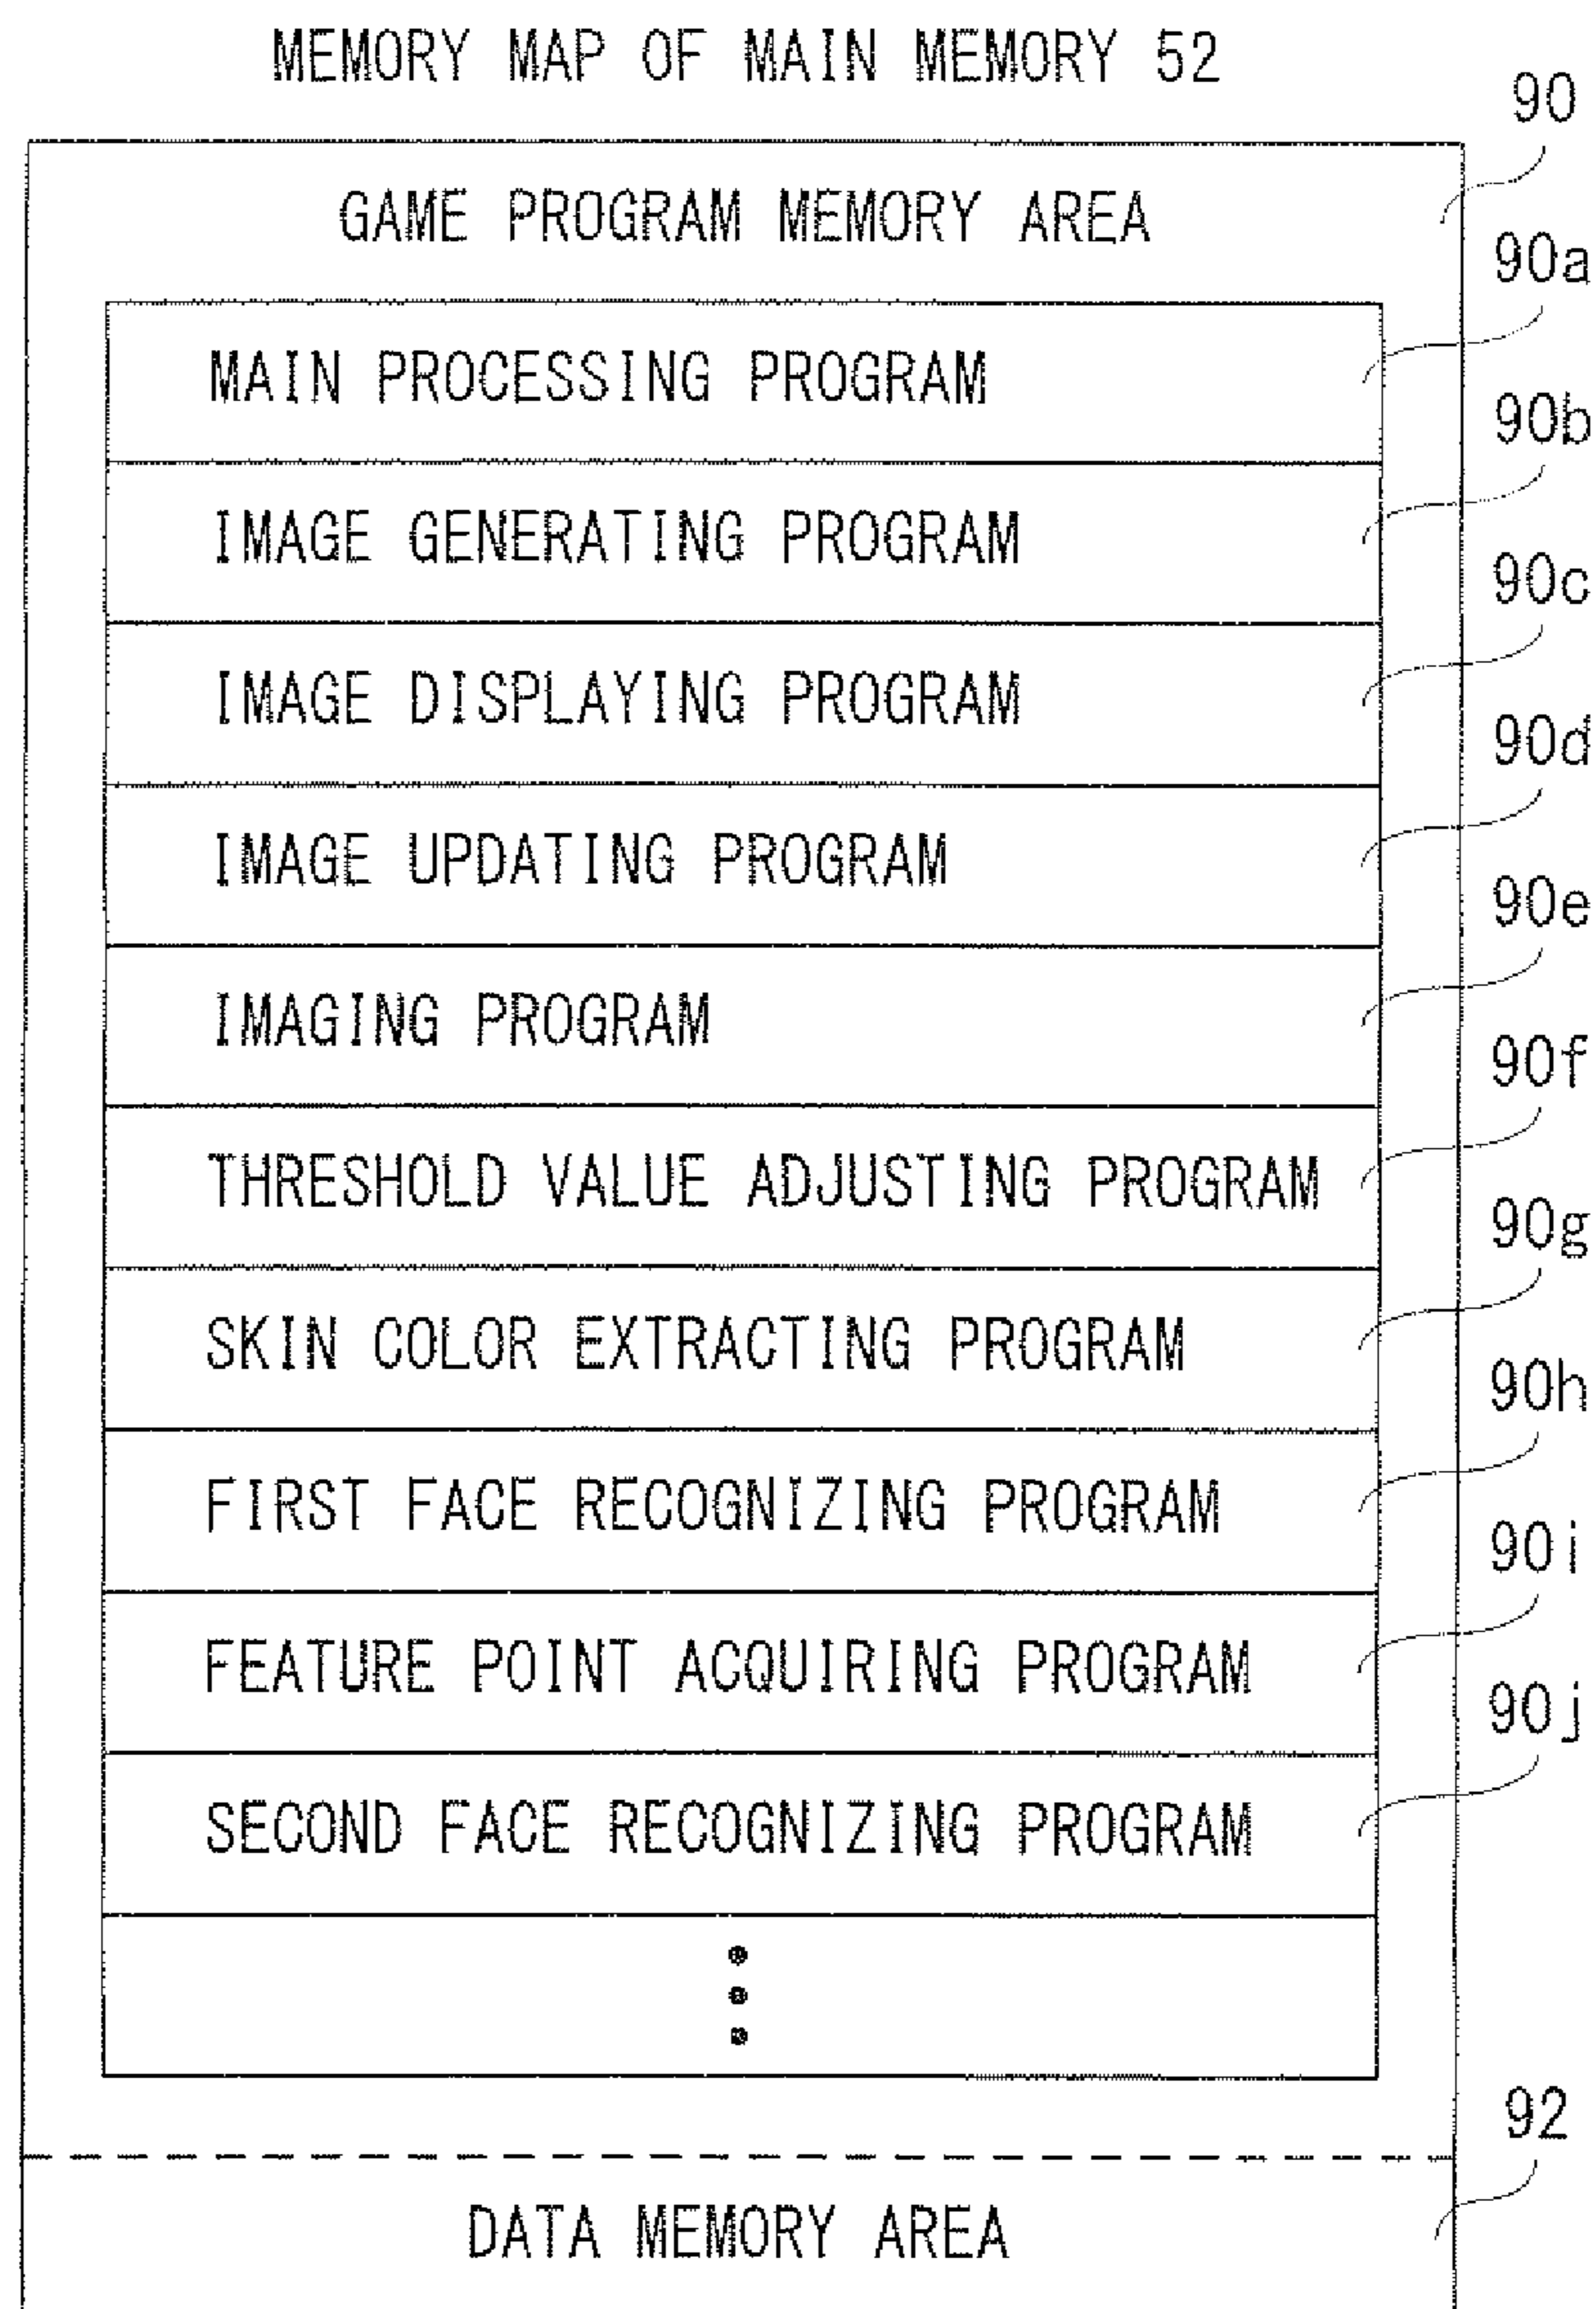 MEMORY MAP OF MAIN MEMORY 52
90
GAME PROGRAM MEMORY AREA
90a
MAIN PROCESSING PROGRAM
90b
IMAGE GENERATING PROGRAM
90c
IMAGE DISPLAYING PROGRAM
90d
IMAGE UPDATING PROGRAM
90e
IMAGING PROGRAM
90f
THRESHOLD VALUE ADJUSTING PROGRAM
90g
SKIN COLOR EXTRACTING PROGRAM
90h
FIRST FACE RECOGNIZING PROGRAM
90i
FEATURE POINT ACQUIRING PROGRAM
90j
SECOND FACE RECOGNIZING PROGRAM
92
DATA MEMORY AREA